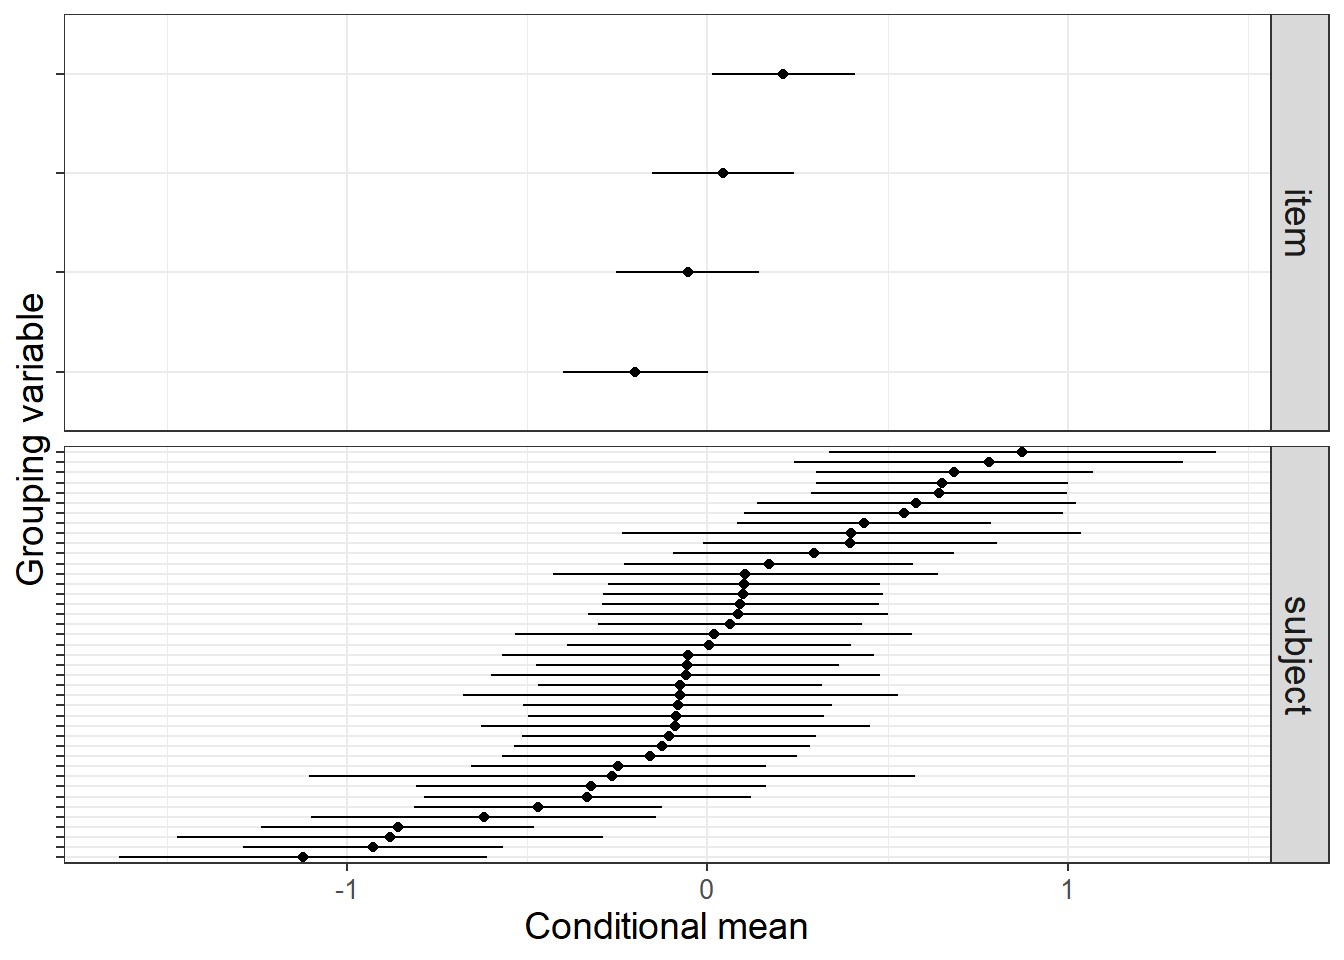 Grouping variable
item
subject
-1
0
1
Conditional mean